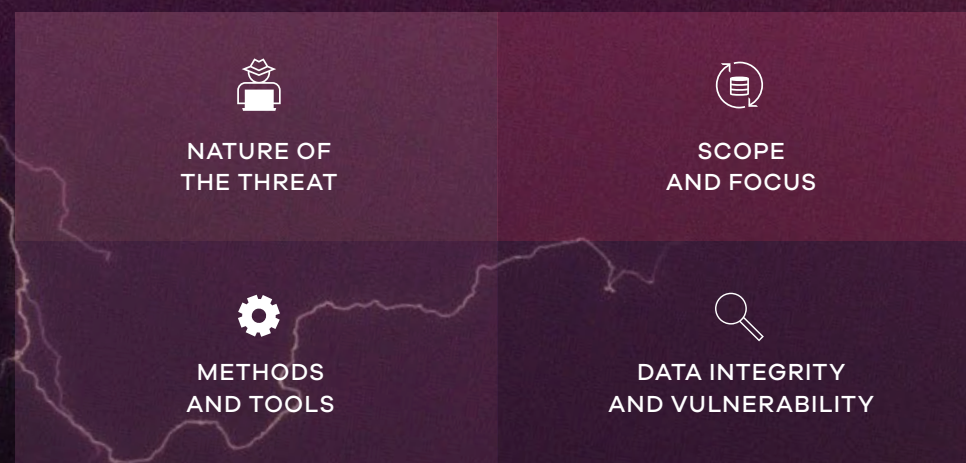 NATURE OF
THE THREAT
SCOPE
AND FOCUS
METHODS
AND TOOLS
DATA INTEGRITY
AND VULNERABILITY